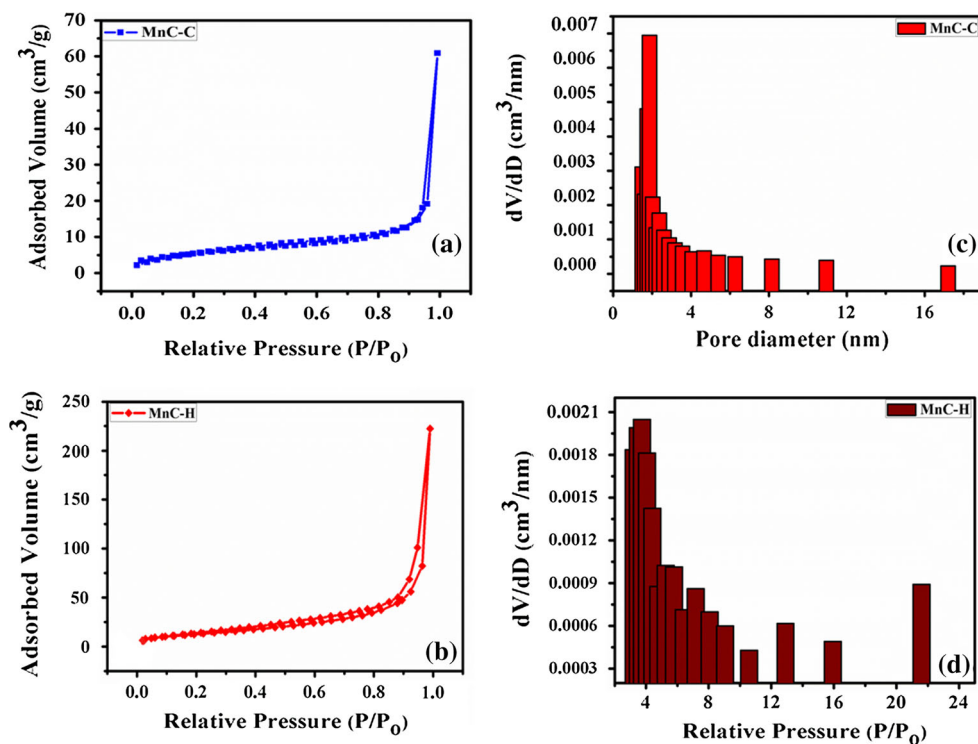 70
60
50
40
30
20
10
0
Adsorbed Volume (cm³/g)
MnC-C
(a)
0.0 0.2 0.4 0.6 0.8 1.0
Relative Pressure (P/Po)
0.007
0.006
0.005
0.004
0.003
0.002
0.001
0.000
dV/dD (cm³/nm)
MnC-C
(c)
0 4 8 12 16
Pore diameter (nm)
250
200
150
100
50
0
Adsorbed Volume (cm³/g)
MnC-H
(b)
0.0 0.2 0.4 0.6 0.8 1.0
Relative Pressure (P/Po)
0.0021
0.0018
0.0015
0.0012
0.0009
0.0006
0.0003
dV/dD (cm³/nm)
MnC-H
(d)
4 8 12 16 20 24
Relative Pressure (P/Po)